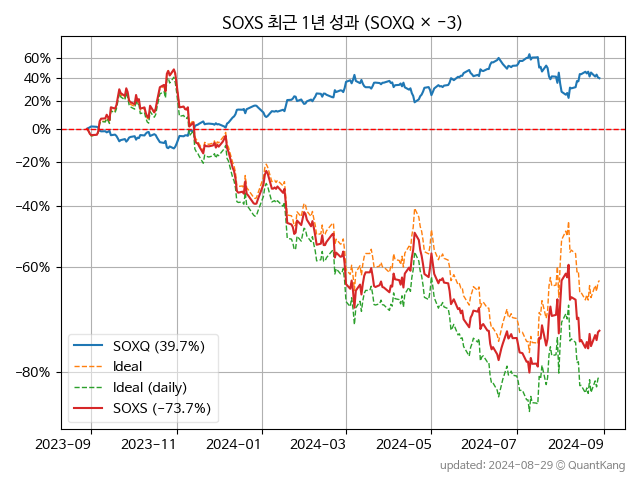 SOXS 최근 1년 성과 (SOXQ × −3)
60%
40%
20%
0%
−20%
−40%
−60%
−80%
SOXQ (39.7%)
Ideal
Ideal (daily)
SOXS (−73.7%)
2023-09 2023-11 2024-01 2024-03 2024-05 2024-07 2024-09
updated: 2024-08-29 © QuantKang